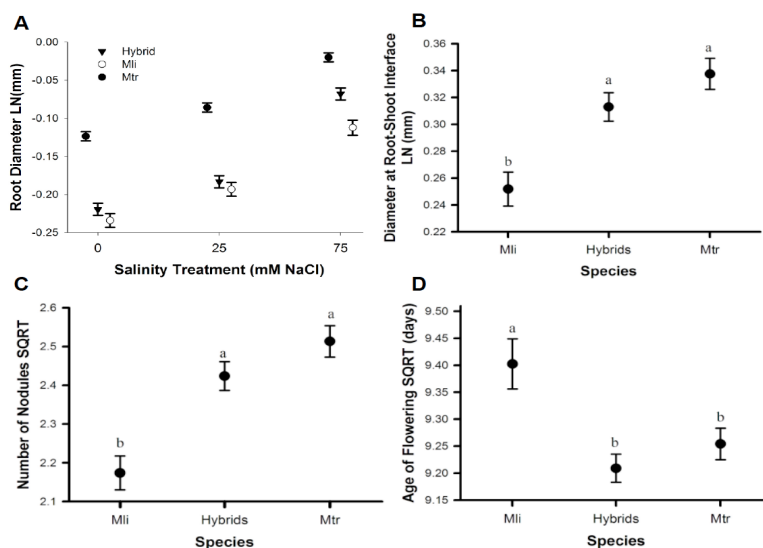 A
Root Diameter LN(mm)
0.00
-0.05
-0.10
-0.15
-0.20
-0.25
Hybrid
Mli
Mtr
0
25
75
Salinity Treatment (mM NaCl)
B
Diameter at Root-Shoot Interface
LN (mm)
0.36
0.34
0.32
0.30
0.28
0.26
0.24
0.22
b
a
a
Mli
Hybrids
Mtr
Species
C
Number of Nodules SQRT
2.6
2.5
2.4
2.3
2.2
2.1
b
a
a
Mli
Hybrids
Mtr
Species
D
Age of Flowering SQRT (days)
9.50
9.45
9.40
9.35
9.30
9.25
9.20
9.15
a
b
b
Mli
Hybrids
Mtr
Species